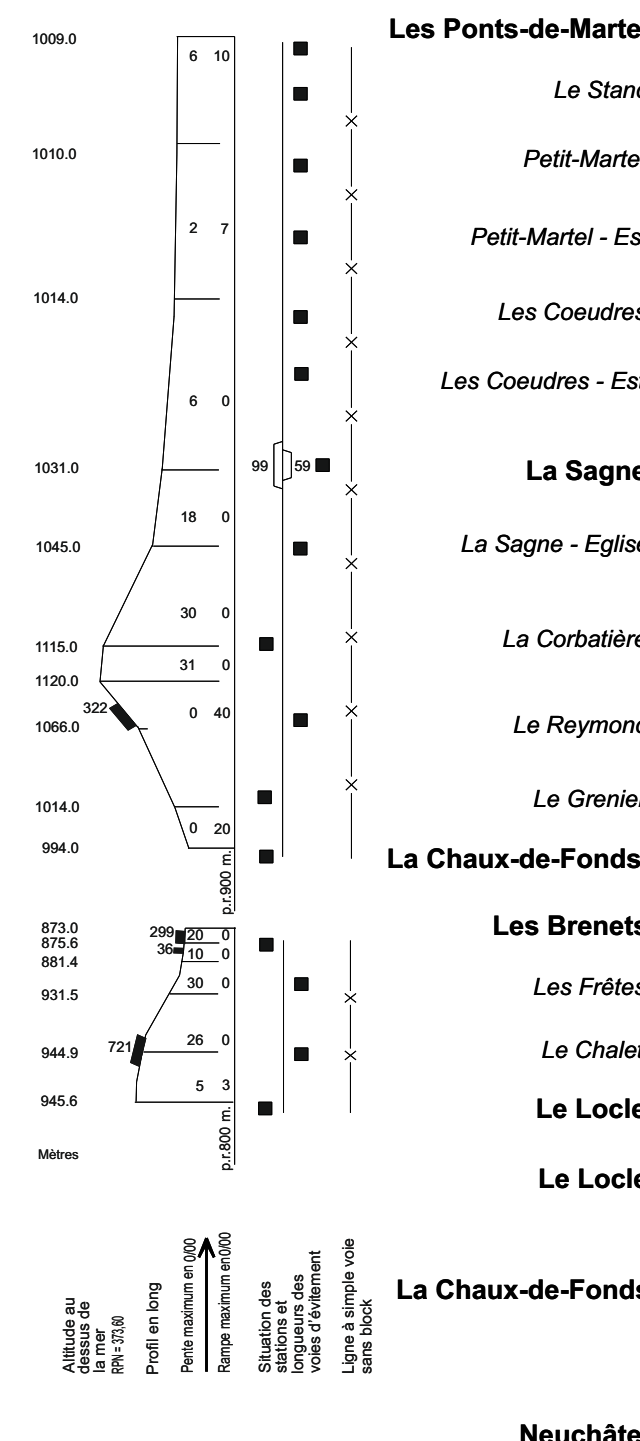 1009.0 6 10 Les Ponts-de-Marte
Le Stand
1010.0 Petit-Marte
2 7 Petit-Martel - Es
1014.0 Les Coeudres
Les Coeudres - Est
6 0
1031.0 99 59 La Sagne
18 0
1045.0 La Sagne - Eglise
30 0
1115.0 La Corbatière
31 0
1120.0
322 0 40
1066.0 Le Reymond
1014.0 Le Grenier
0 20
994.0 La Chaux-de-Fonds
p.r.900 m.
873.0 299 20 0 Les Brenets
875.6 36 10 0
881.4
30 0 Les Frêtes
931.5
721 26 0
944.9 Le Chalet
5 3
945.6 Le Locle
p.r.800 m.
Mètres
Le Locle
Altitude au
dessus de
la mer
RPN = 373,60
Profil en long
Pente maximum en 0/00
Rampe maximum en0/00
Situation des
stations et
longueurs des
voies d'évitement
Ligne à simple voie
sans block
La Chaux-de-Fonds
Neuchâte